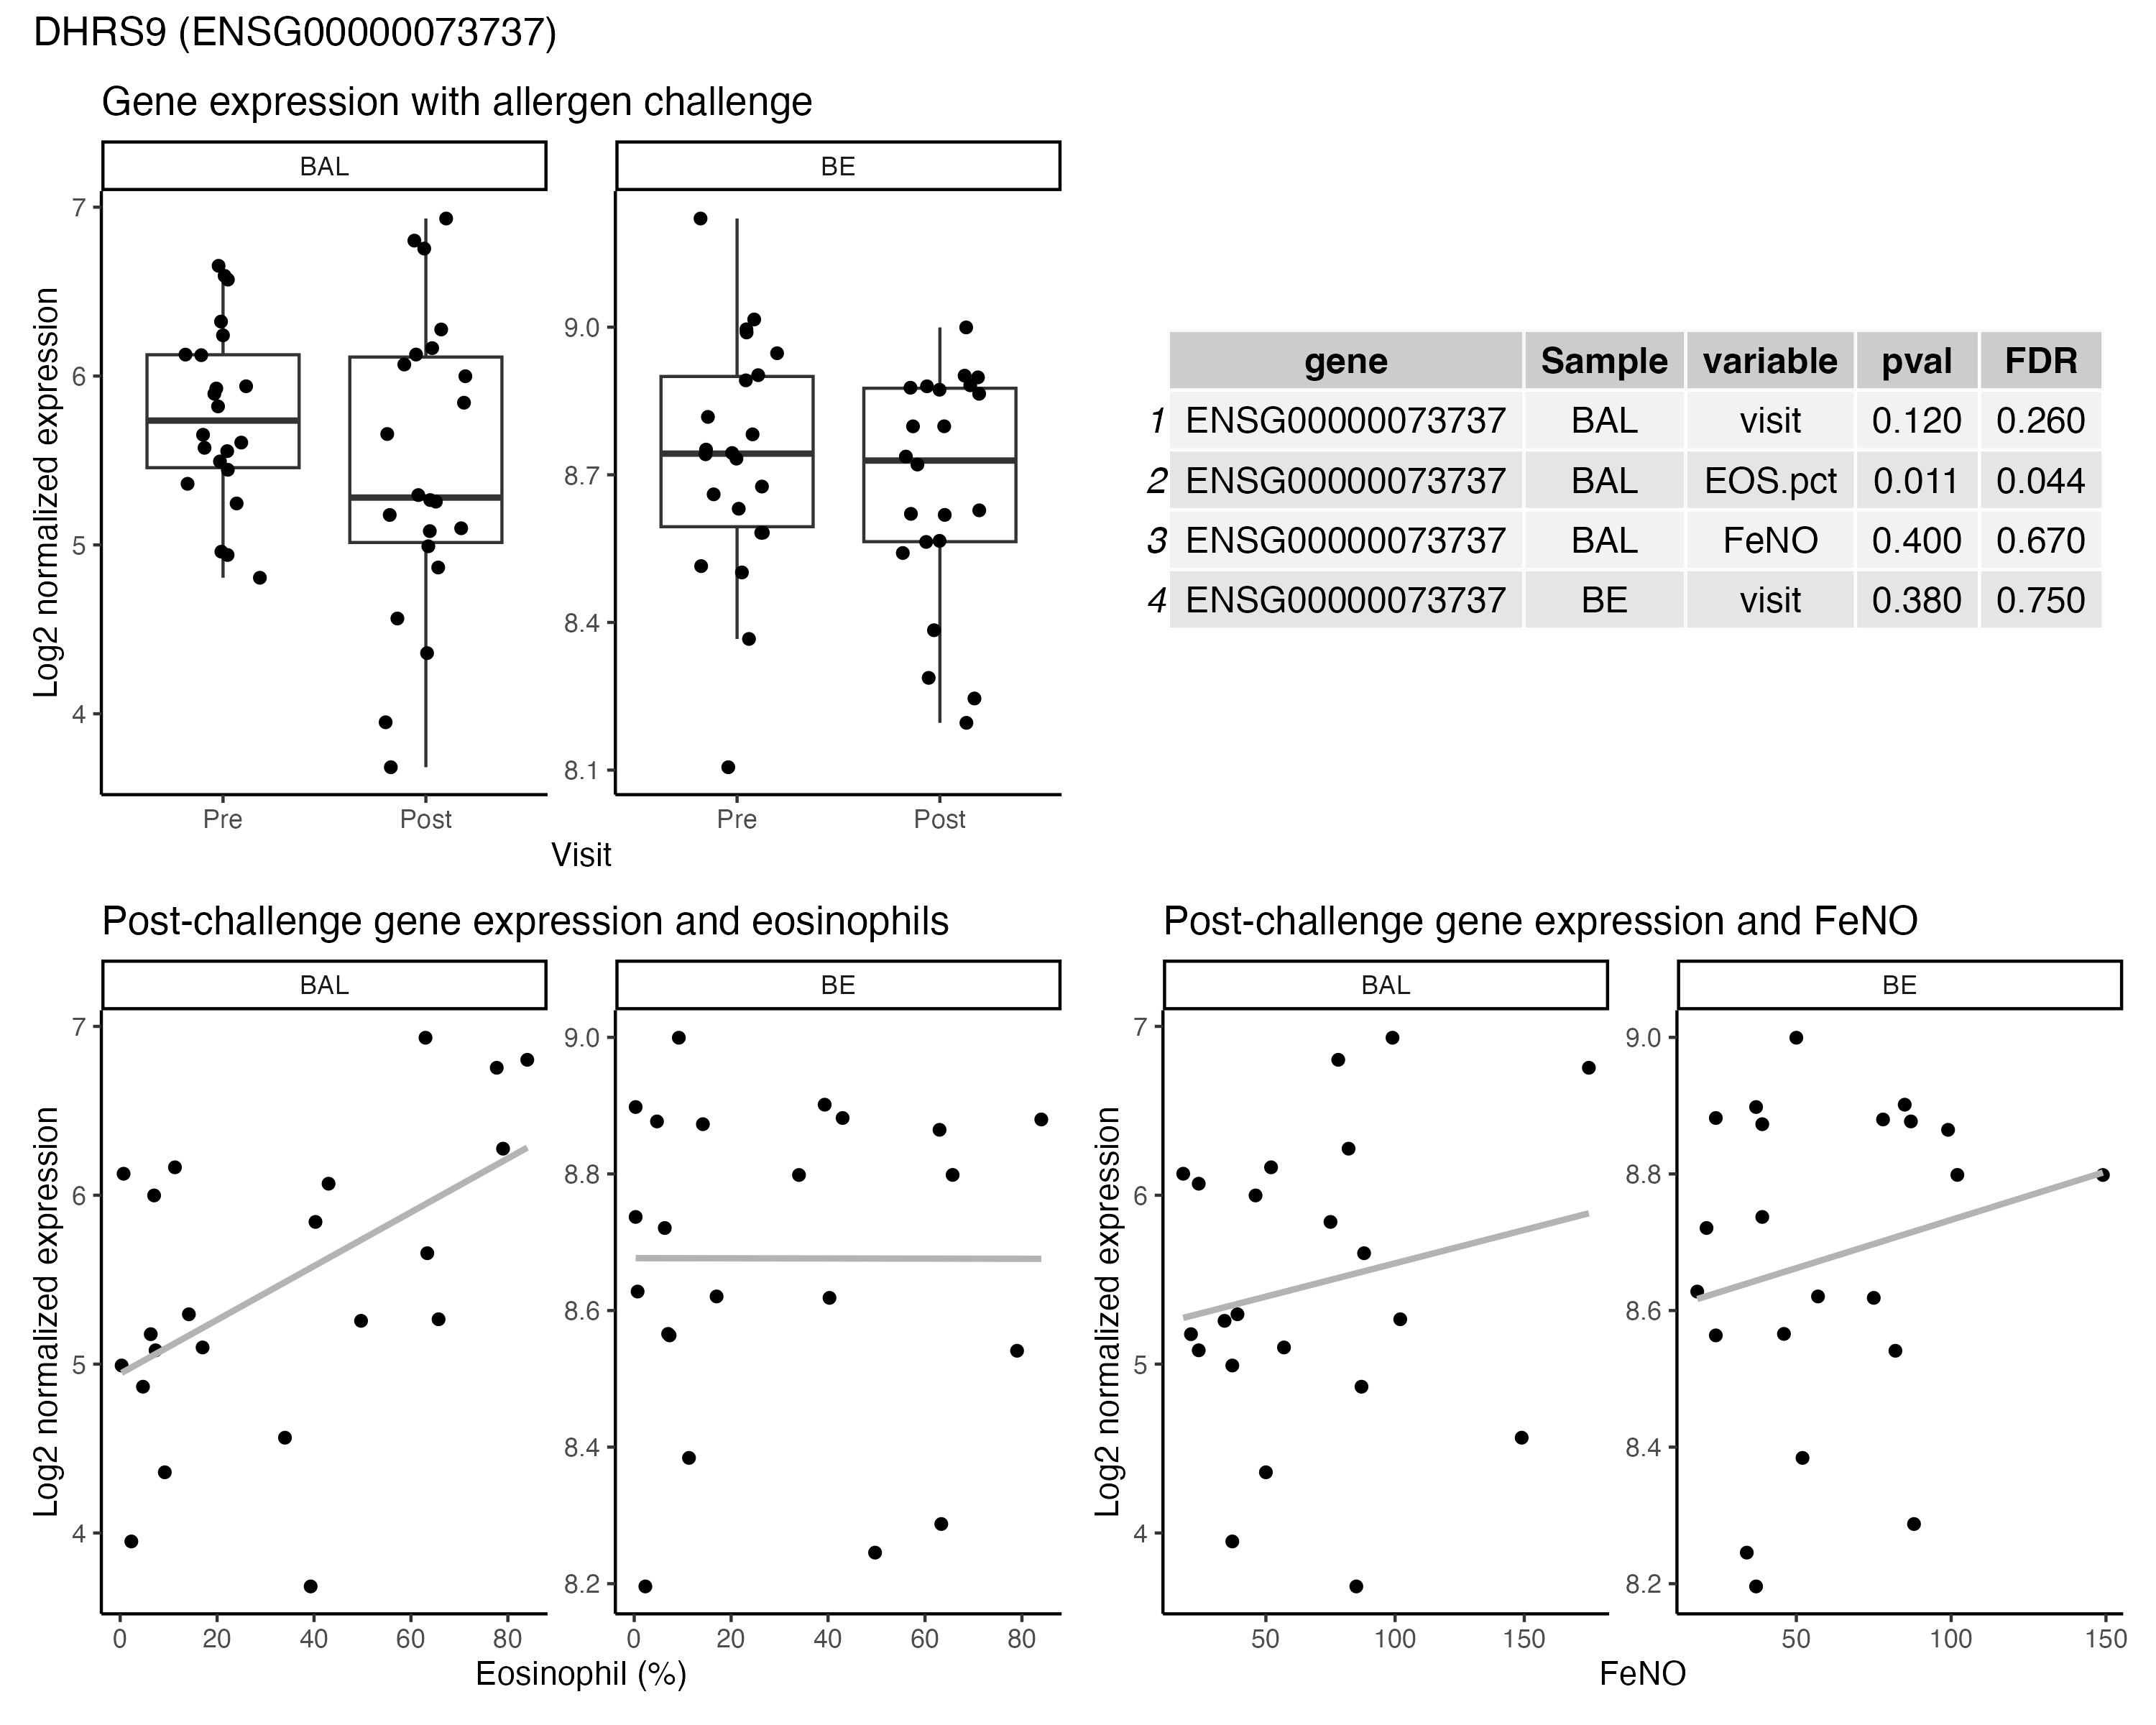 DHRS9 (ENSG00000073737)
Gene expression with allergen challenge
BAL
BE
Log2 normalized expression
7
6
5
4
9.0
8.7
8.4
8.1
Pre
Post
Pre
Post
Visit
gene Sample variable pval FDR
1 ENSG00000073737 BAL visit 0.120 0.260
2 ENSG00000073737 BAL EOS.pct 0.011 0.044
3 ENSG00000073737 BAL FeNO 0.400 0.670
4 ENSG00000073737 BE visit 0.380 0.750
Post-challenge gene expression and eosinophils
BAL
BE
Log2 normalized expression
7
6
5
4
9.0
8.8
8.6
8.4
8.2
0 20 40 60 80
0 20 40 60 80
Eosinophil (%)
Post-challenge gene expression and FeNO
BAL
BE
Log2 normalized expression
7
6
5
4
9.0
8.8
8.6
8.4
8.2
50 100 150
50 100 150
FeNO